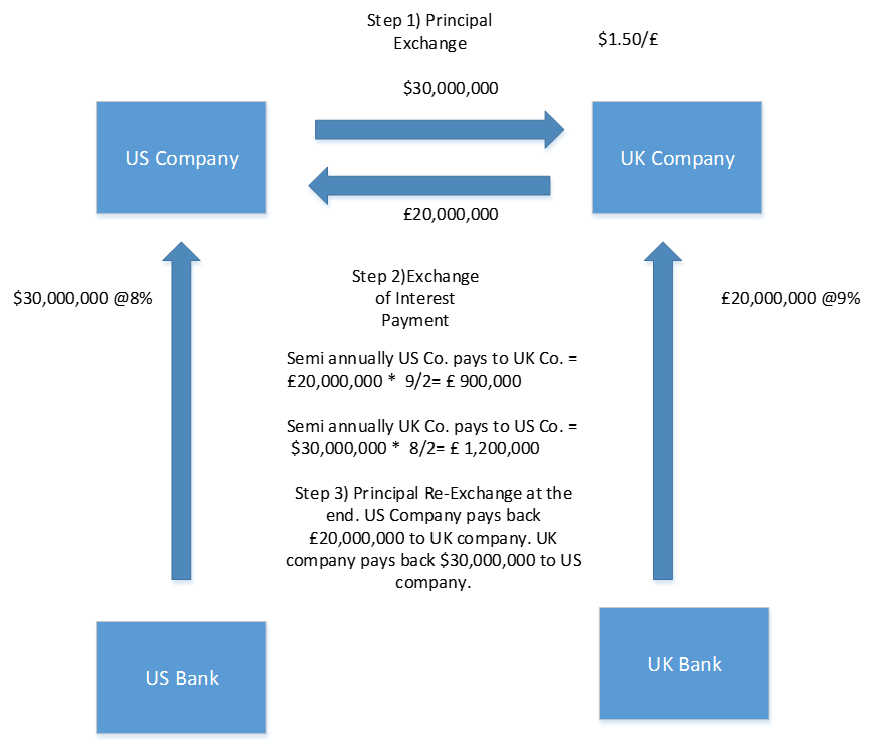 Step 1) Principal
Exchange
$1.50/£
$30,000,000
US Company
UK Company
£20,000,000
Step 2)Exchange
of Interest
Payment
$30,000,000 @8%
£20,000,000 @9%
Semi annually US Co. pays to UK Co. =
£20,000,000 * 9/2= £ 900,000
Semi annually UK Co. pays to US Co. =
$30,000,000 * 8/2= £ 1,200,000
Step 3) Principal Re-Exchange at the
end. US Company pays back
£20,000,000 to UK company. UK
company pays back $30,000,000 to US
company.
US Bank
UK Bank